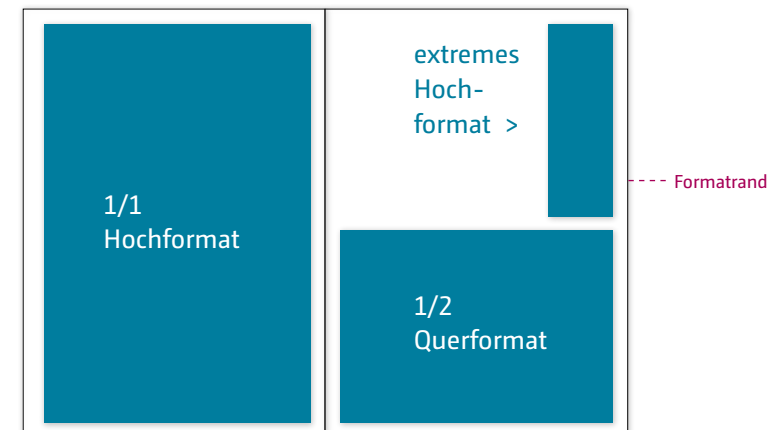 1/1
Hochformat
extremes
Hoch-
format >
Formatrand
1/2
Querformat